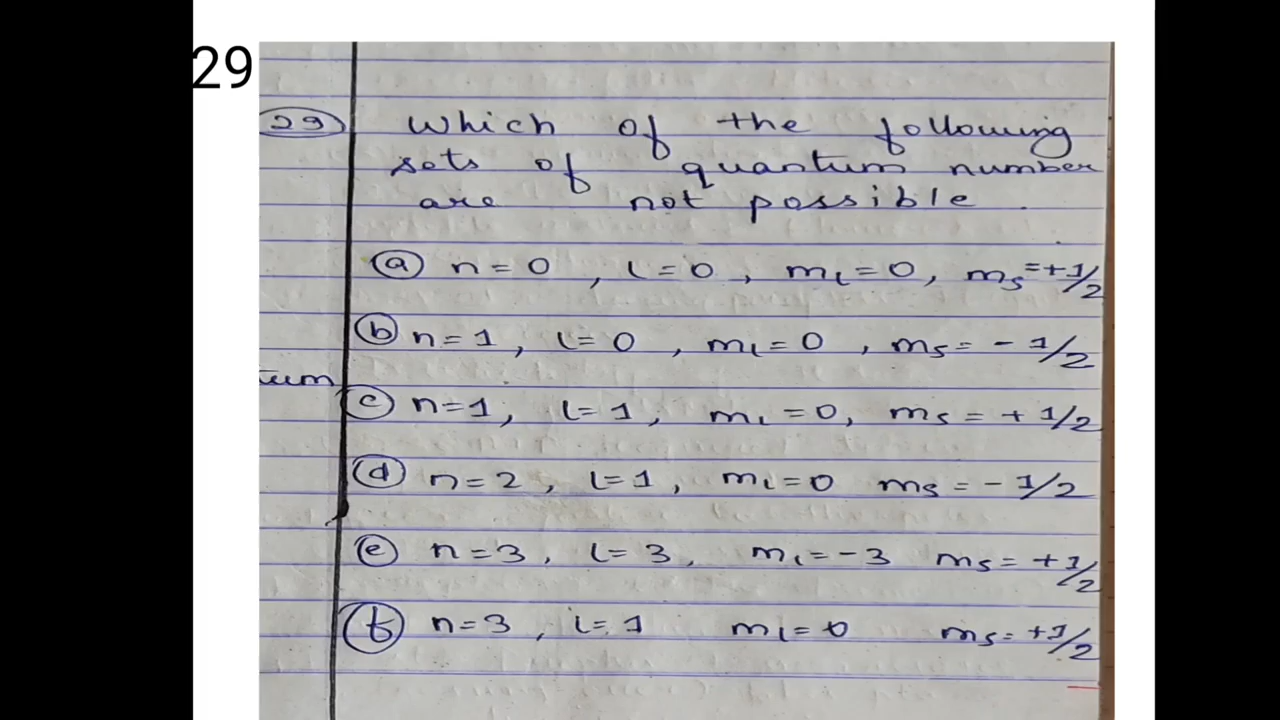 29
29 Which of the following
sets of quantum number
are not possible.
(a) n = 0, l = 0, ml = 0, ms = +1/2
(b) n = 1, l = 0, ml = 0, ms = - 1/2
tum
(c) n = 1, l = 1, ml = 0, ms = + 1/2
(d) n = 2, l = 1, ml = 0 ms = - 1/2
(e) n = 3, l = 3, ml = -3 ms = +1/2
(f) n = 3, l = 1 ml = 0 ms = +1/2